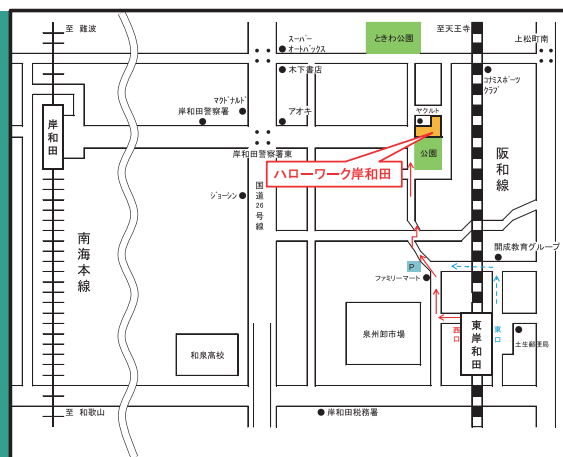 至 難波
スーパー
オートバックス
ときわ公園
至天王寺
上松町南
木下書店
コナミスポーツ
クラブ
マクドナルド
岸和田警察署
アオキ
ヤクルト
岸和田
岸和田警察署東
公園
阪和線
ハローワーク岸和田
ジョーシン
国道26号線
南海本線
開成教育グループ
P
ファミリーマート
泉州卸市場
西口
東岸和田
東口
土生郵便局
和泉高校
至 和歌山
岸和田税務署